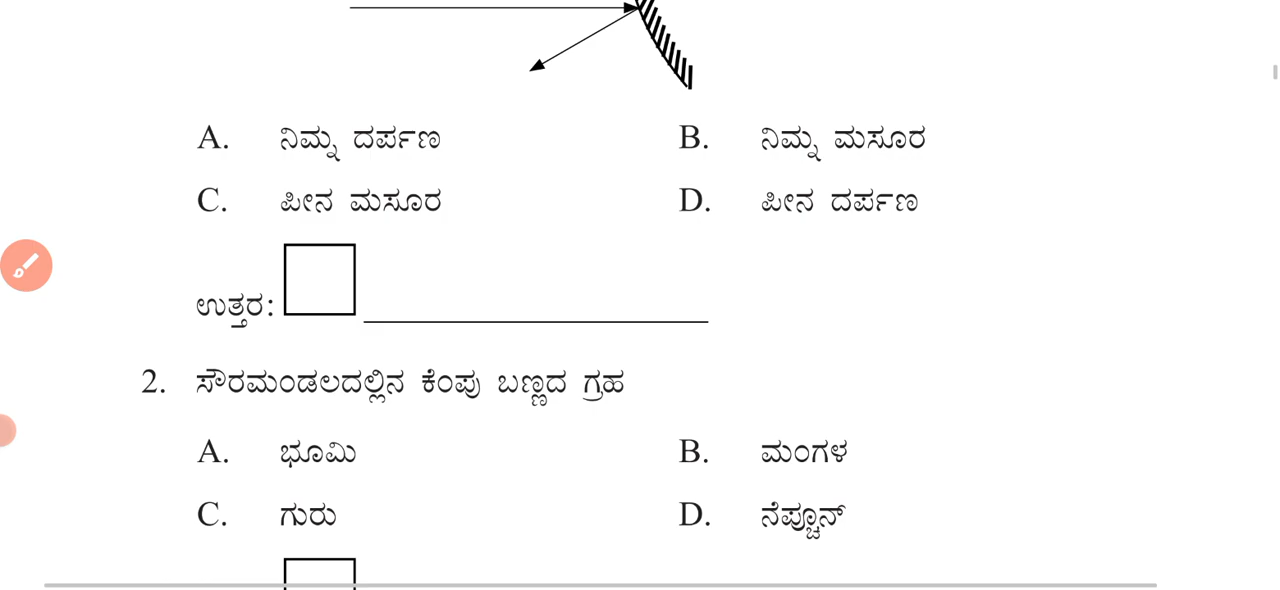 A. ನಿಮ್ನ ದರ್ಪಣ B. ನಿಮ್ನ ಮಸೂರ
C. ಪೀನ ಮಸೂರ D. ಪೀನ ದರ್ಪಣ
ಉತ್ತರ:
2. ಸೌರಮಂಡಲದಲ್ಲಿನ ಕೆಂಪು ಬಣ್ಣದ ಗ್ರಹ
A. ಭೂಮಿ B. ಮಂಗಳ
C. ಗುರು D. ನೆಪ್ಚೂನ್